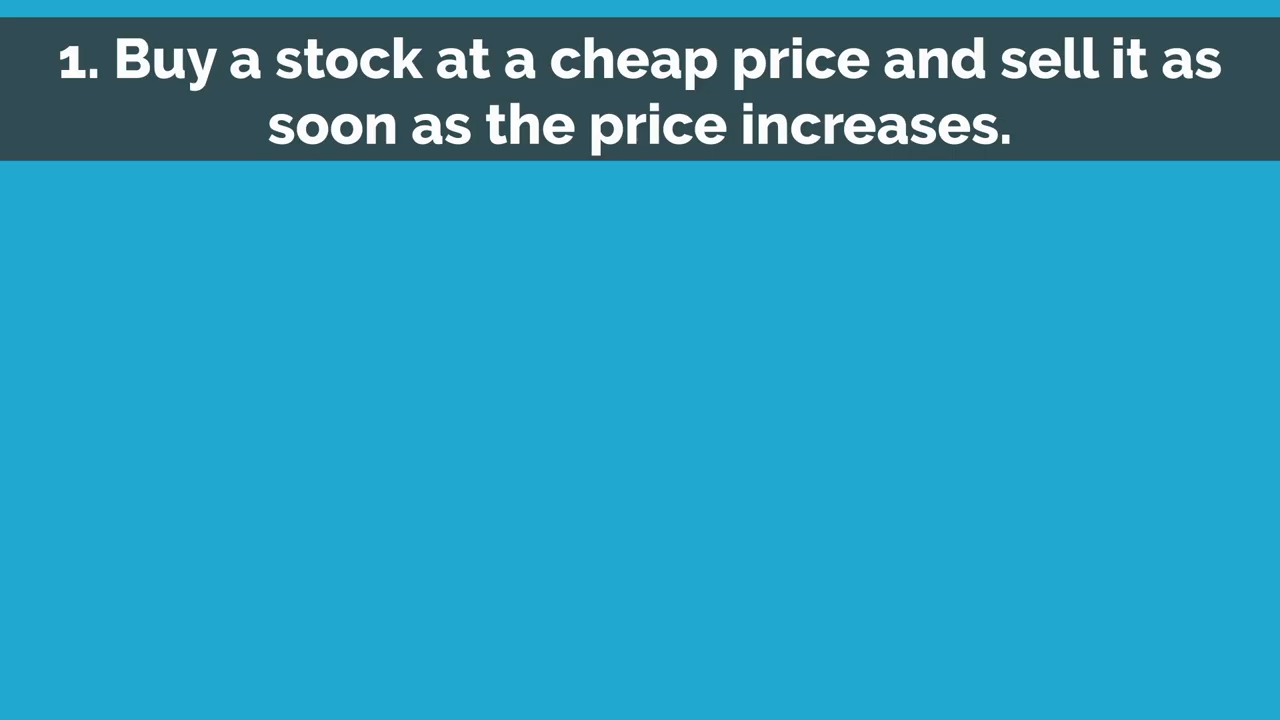 1. Buy a stock at a cheap price and sell it as
soon as the price increases.